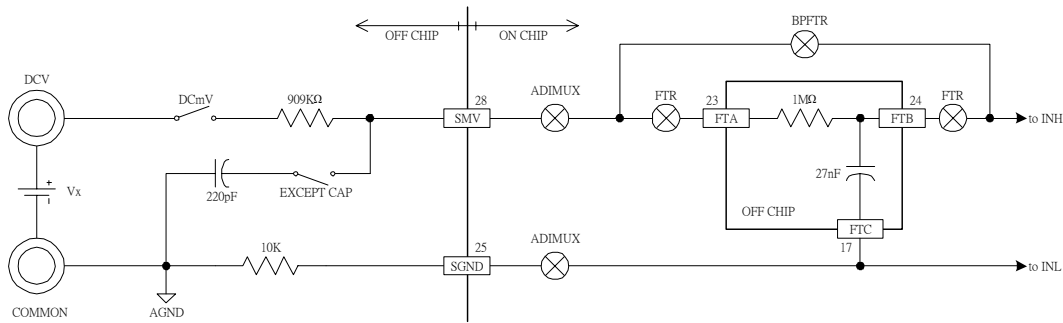 OFF CHIP
ON CHIP
BPFTR
DCV
DCmV
909KΩ
28
SMV
ADIMUX
FTR
23
FTA
1MΩ
24
FTB
FTR
to INH
Vx
+
-
220pF
EXCEPT CAP
27nF
OFF CHIP
FTC
17
10K
25
SGND
ADIMUX
to INL
COMMON
AGND